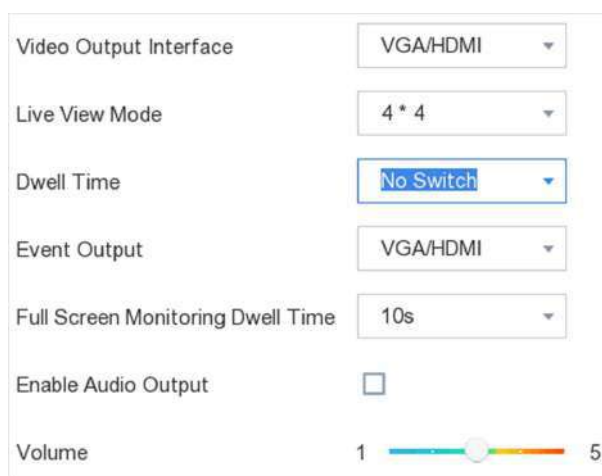 Video Output Interface VGA/HDMI
Live View Mode 4 * 4
Dwell Time No Switch
Event Output VGA/HDMI
Full Screen Monitoring Dwell Time 10s
Enable Audio Output
Volume 1 5